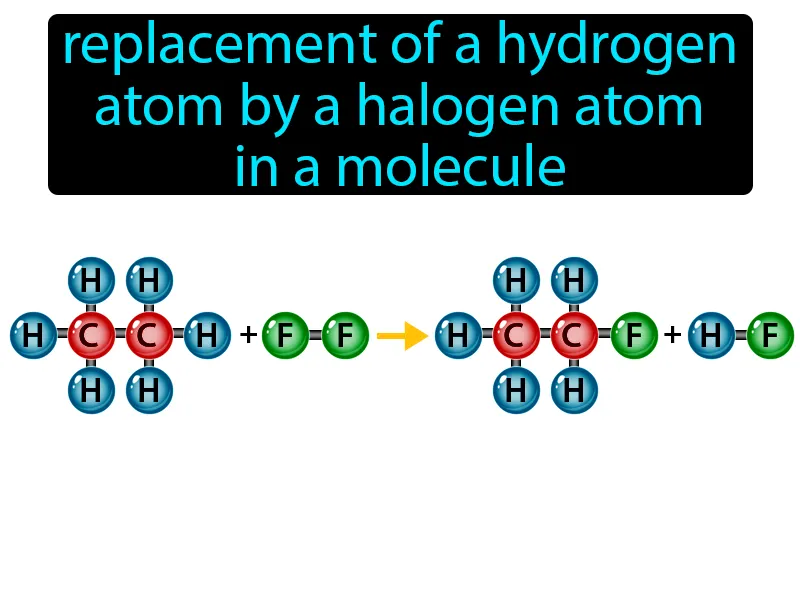 replacement of a hydrogen
atom by a halogen atom
in a molecule
H H H H
H C C H + F F H C C F + H F
H H H H